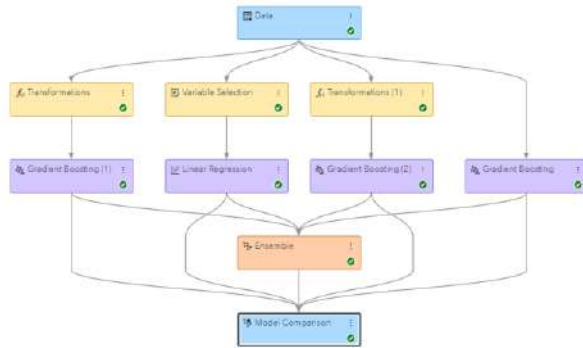 Data
Transformations
Variable Selection
Transformations (1)
Gradient Boosting (1)
Linear Regression
Gradient Boosting (2)
Gradient Boosting
Ensemble
Model Comparison